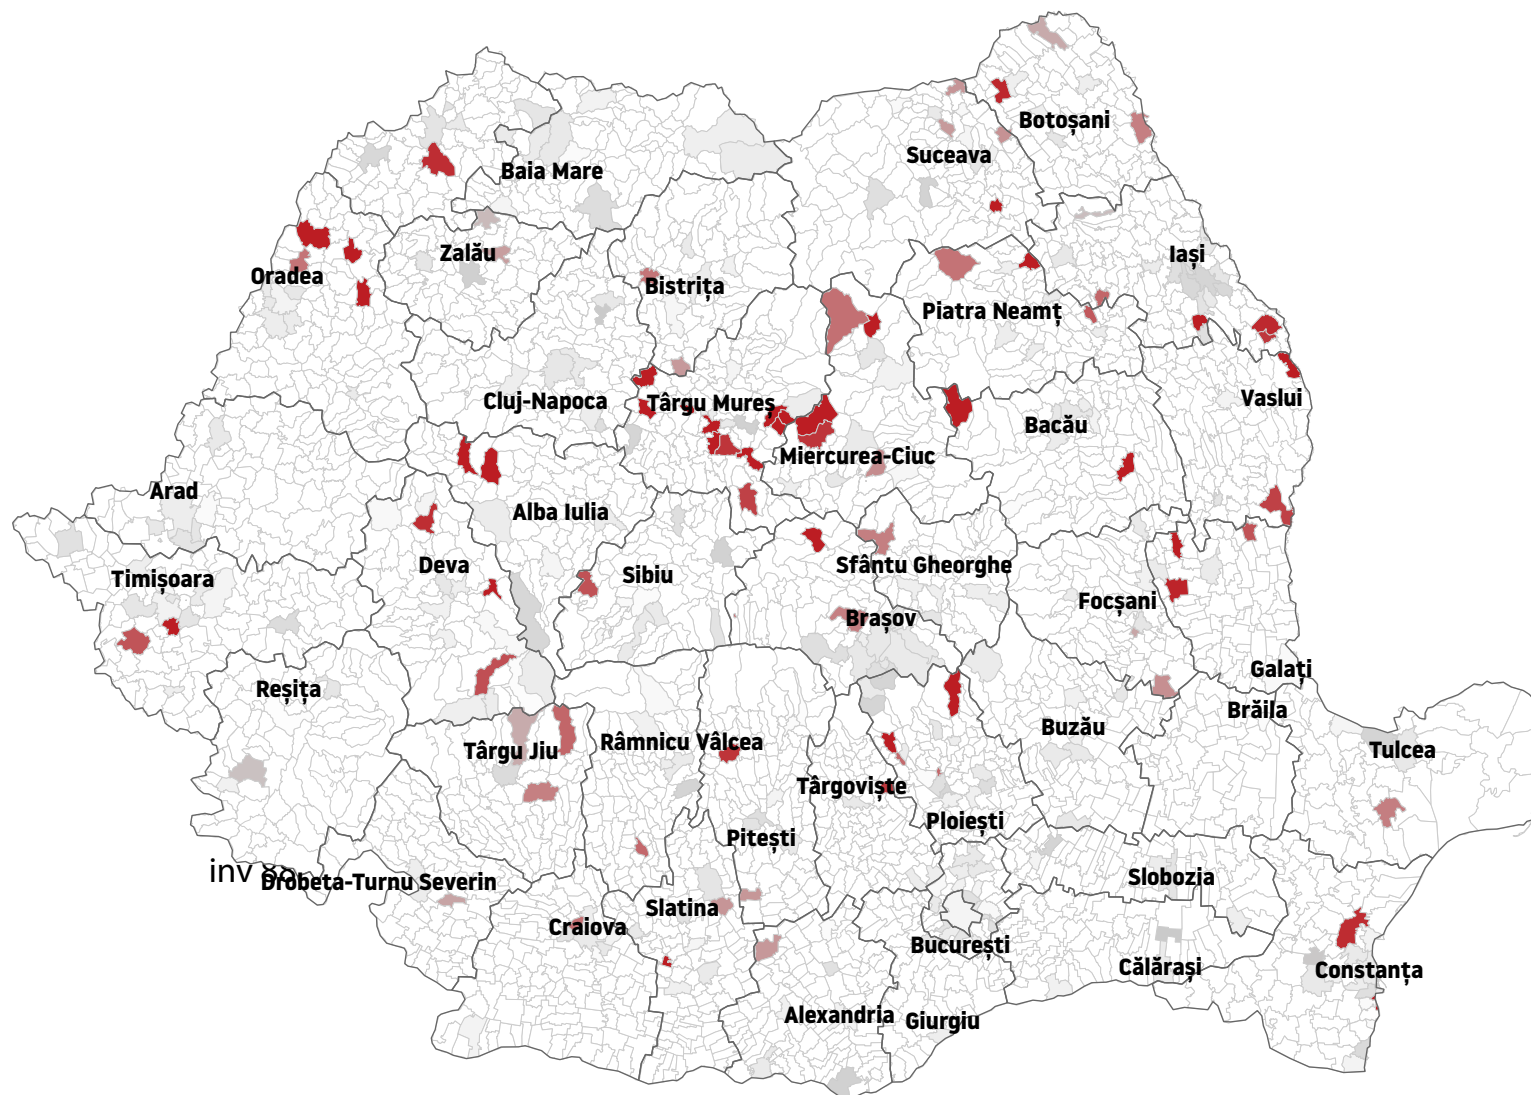 Botoșani
Suceava
Baia Mare
Zalău
Iași
Oradea
Bistrița
Piatra Neamț
Cluj-Napoca
Târgu Mureș
Vaslui
Bacău
Miercurea-Ciuc
Arad
Alba Iulia
Deva
Sfântu Gheorghe
Sibiu
Timișoara
Focșani
Brașov
Galați
Reșița
Brăila
Buzău
Râmnicu Vâlcea
Târgu Jiu
Tulcea
Târgoviște
Ploiești
Pitești
inv 80
Drobeta-Turnu Severin
Slobozia
Slatina
Craiova
București
Călărași
Constanța
Alexandria
Giurgiu